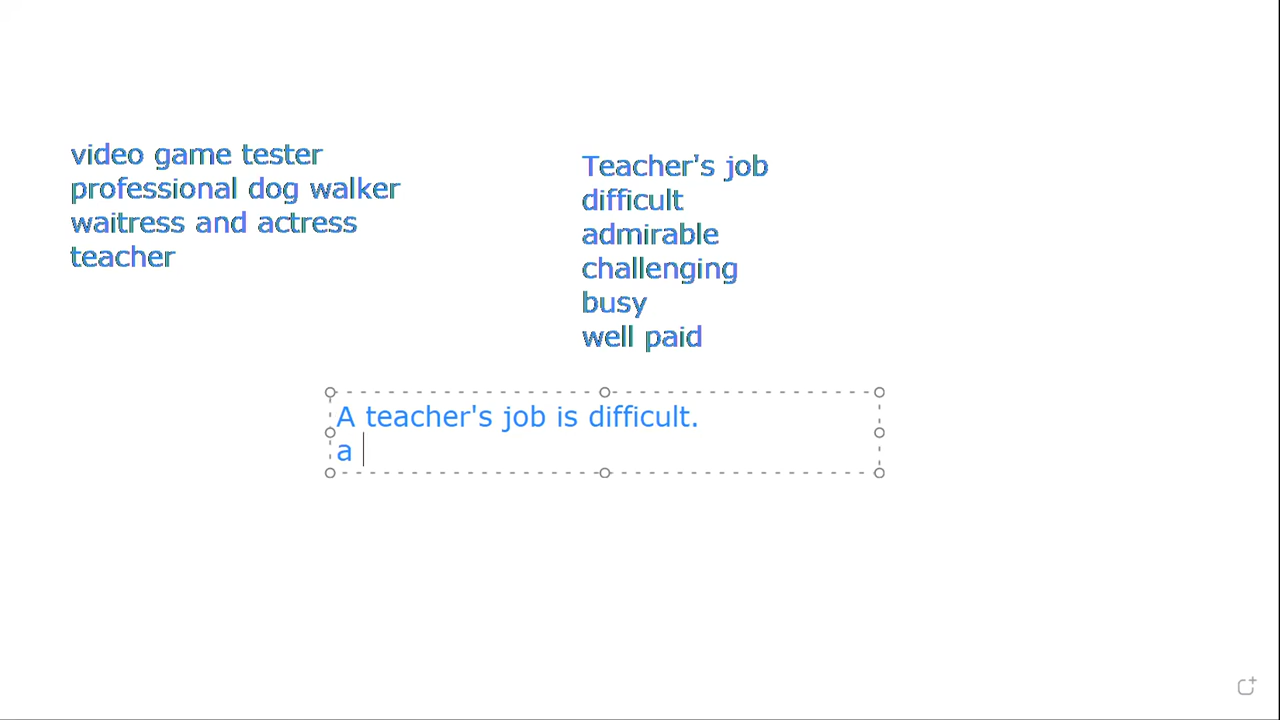 video game tester
professional dog walker
waitress and actress
teacher
Teacher's job
difficult
admirable
challenging
busy
well paid
A teacher's job is difficult.
a